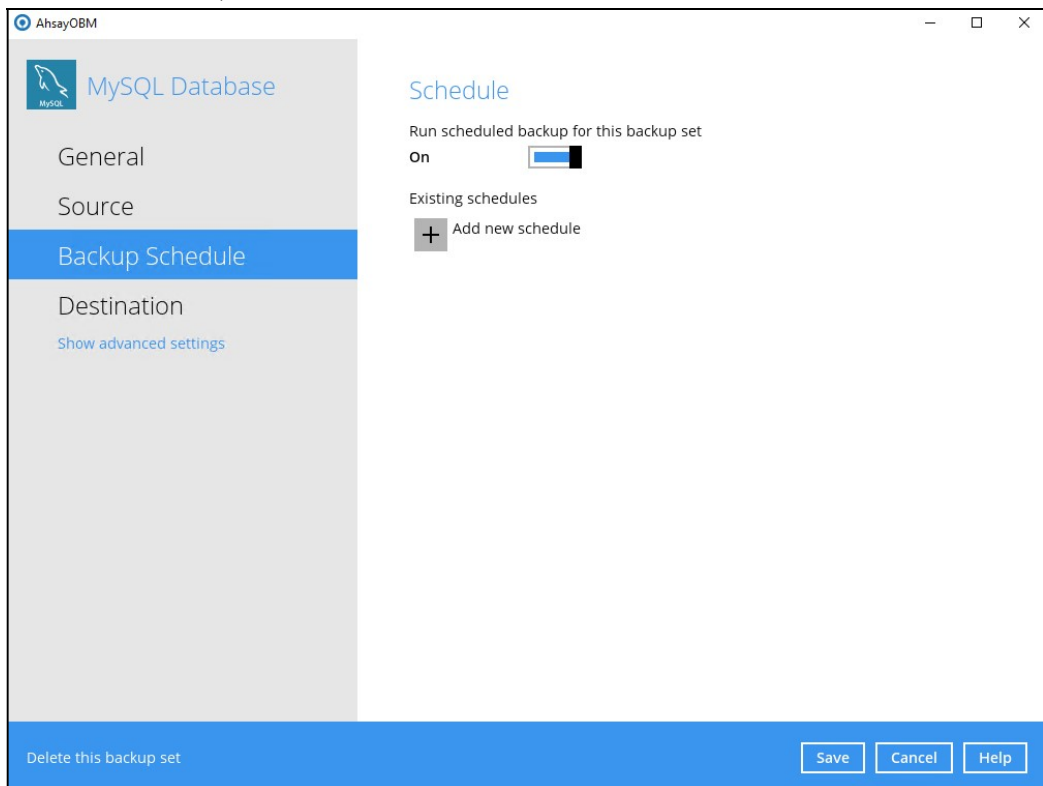 AhsayOBM
MySQL
MySQL Database
General
Source
Backup Schedule
Destination
Show advanced settings
Schedule
Run scheduled backup for this backup set
On
Existing schedules
Add new schedule
Delete this backup set
Save
Cancel
Help